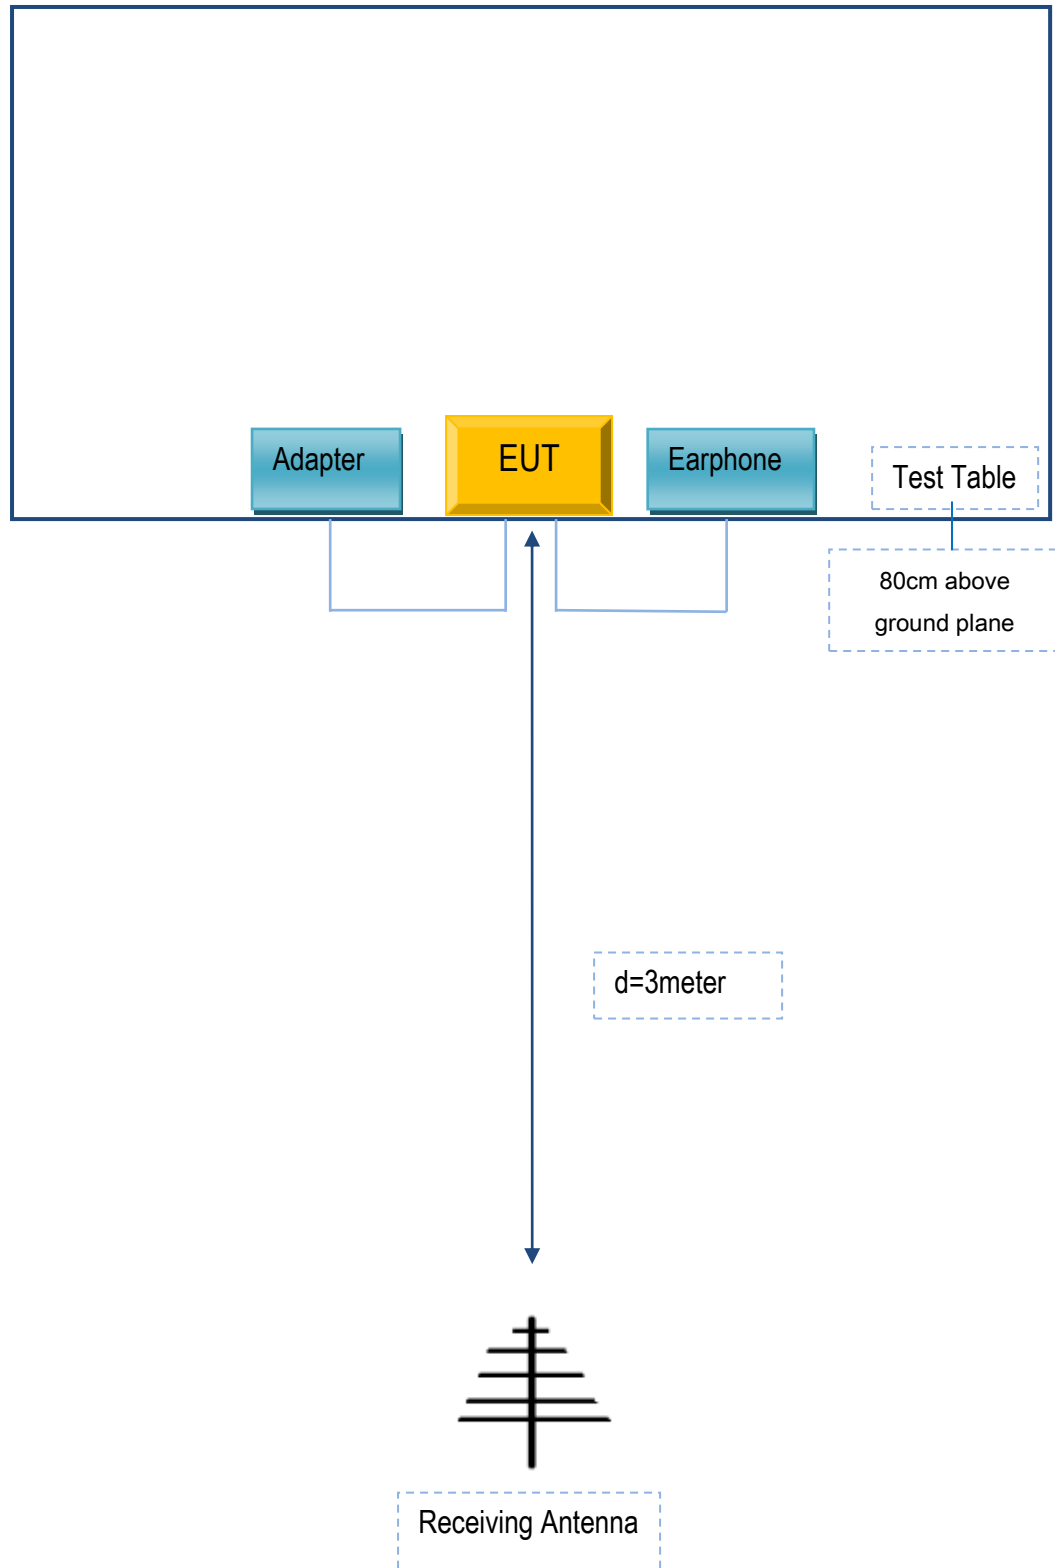 Adapter
EUT
Earphone
Test Table
80cm above
ground plane
d=3meter
Receiving Antenna